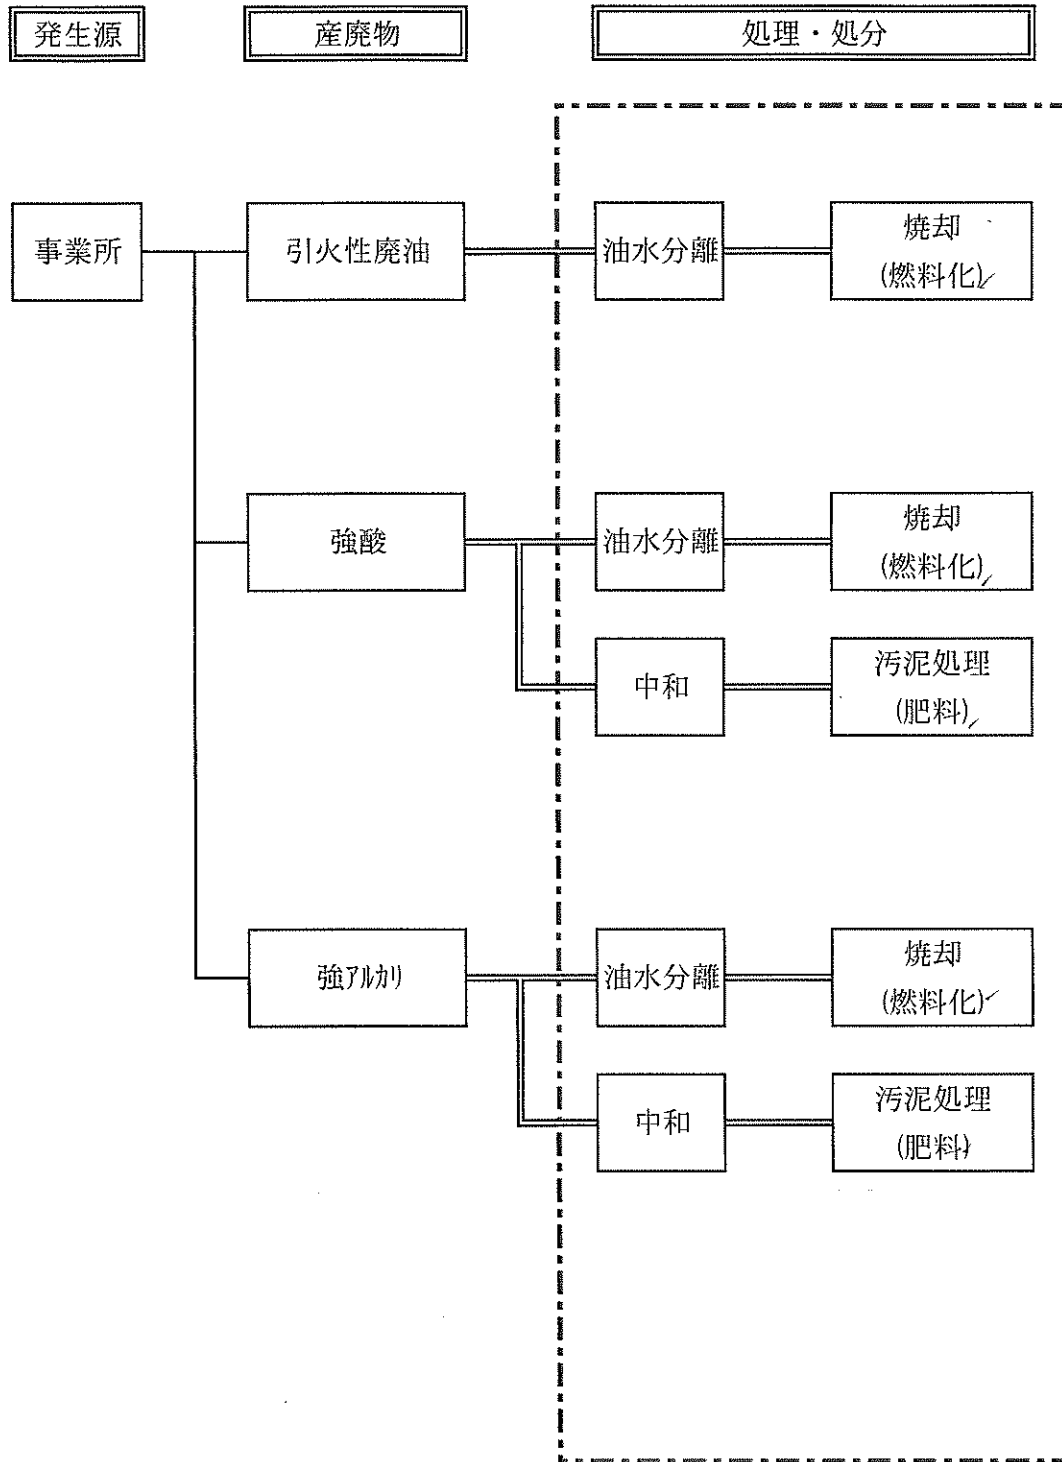 発生源
産廃物
処理・処分
事業所
引火性廃油
油水分離
焼却
(燃料化)
強酸
油水分離
焼却
(燃料化)
中和
汚泥処理
(肥料)
強ｱﾙｶﾘ
油水分離
焼却
(燃料化)
中和
汚泥処理
(肥料)